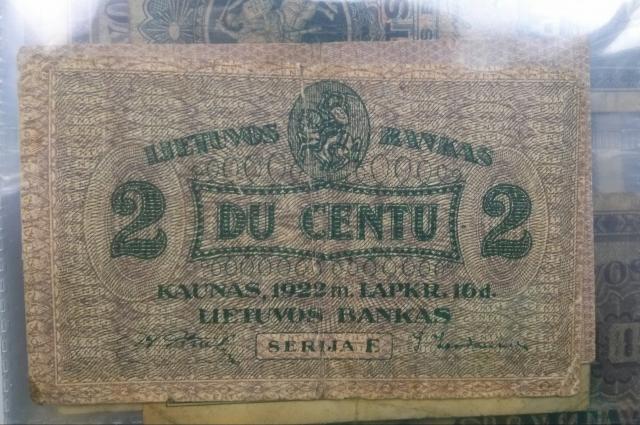 LIETUVOS BANKAS
2 DU CENTU 2
KAUNAS, 1922 m. LAPKR. 16 d.
LIETUVOS BANKAS
SERIJA F